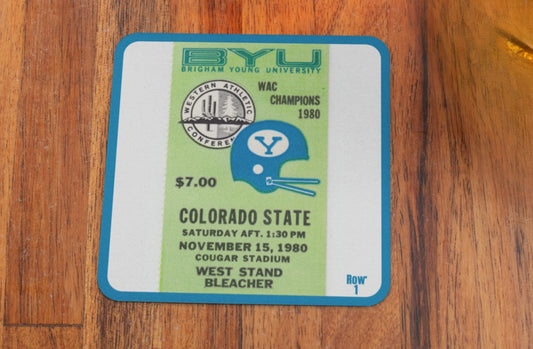 BYU
BRIGHAM YOUNG UNIVERSITY
WESTERN ATHLETIC CONFERENCE
WAC
CHAMPIONS
1980
Y
$7.00
COLORADO STATE
SATURDAY AFT. 1:30 PM
NOVEMBER 15, 1980
COUGAR STADIUM
WEST STAND
BLEACHER
Row
1